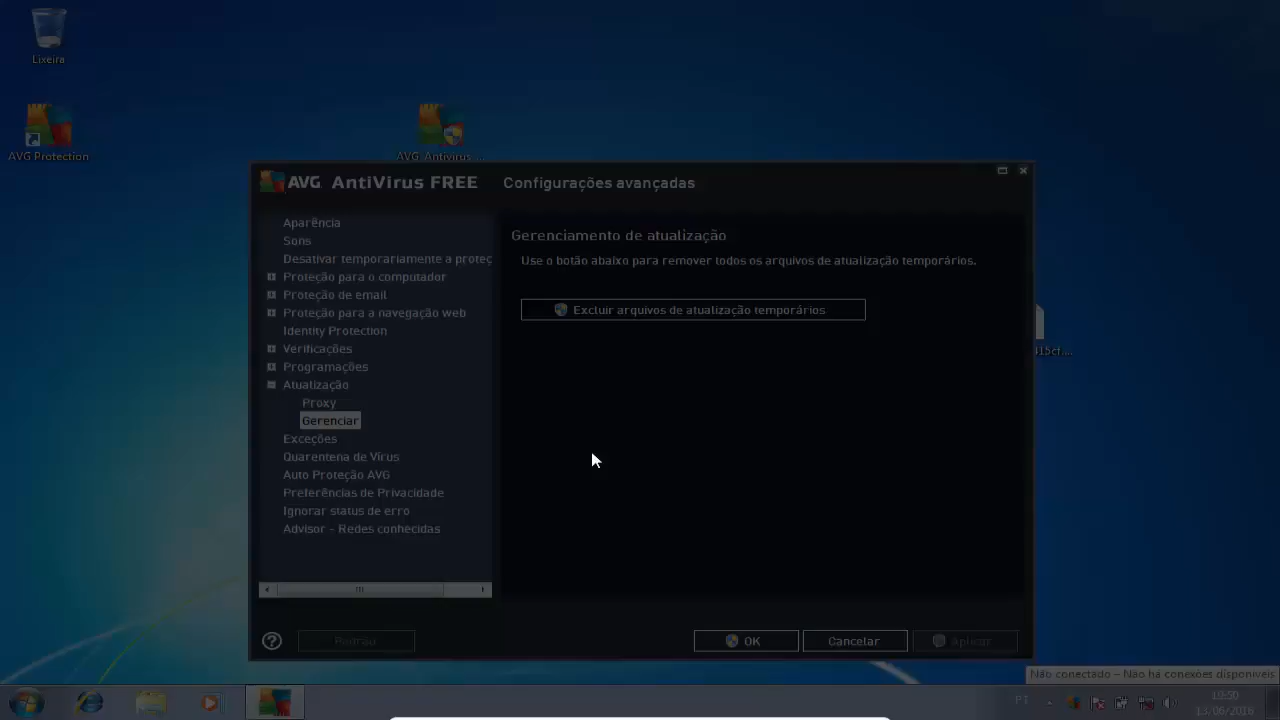 Lixeira
AVG Protection
AVG Antivirus ...
AVG AntiVirus FREE
Configurações avançadas
Aparência
Sons
Desativar temporariamente a proteç
Proteção para o computador
Proteção de email
Proteção para a navegação web
Identity Protection
Verificações
Programações
Atualização
Proxy
Gerenciar
Exceções
Quarentena de Vírus
Auto Proteção AVG
Preferências de Privacidade
Ignorar status de erro
Advisor - Redes conhecidas
Gerenciamento de atualização
Use o botão abaixo para remover todos os arquivos de atualização temporários.
Excluir arquivos de atualização temporários
415cf....
Padrão
OK
Cancelar
Aplicar
Não conectado - Não há conexões disponíveis
PT
13/06/2016